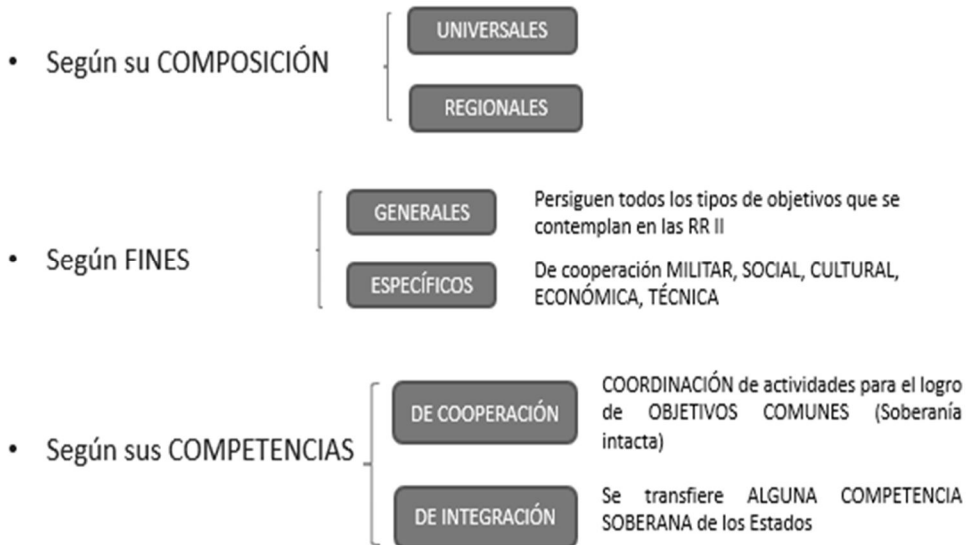 • Según su COMPOSICIÓN
UNIVERSALES
REGIONALES
• Según FINES
GENERALES
Persiguen todos los tipos de objetivos que se
contemplan en las RR II
ESPECÍFICOS
De cooperación MILITAR, SOCIAL, CULTURAL,
ECONÓMICA, TÉCNICA
• Según sus COMPETENCIAS
DE COOPERACIÓN
COORDINACIÓN de actividades para el logro
de OBJETIVOS COMUNES (Soberanía
intacta)
DE INTEGRACIÓN
Se transfiere ALGUNA COMPETENCIA
SOBERANA de los Estados